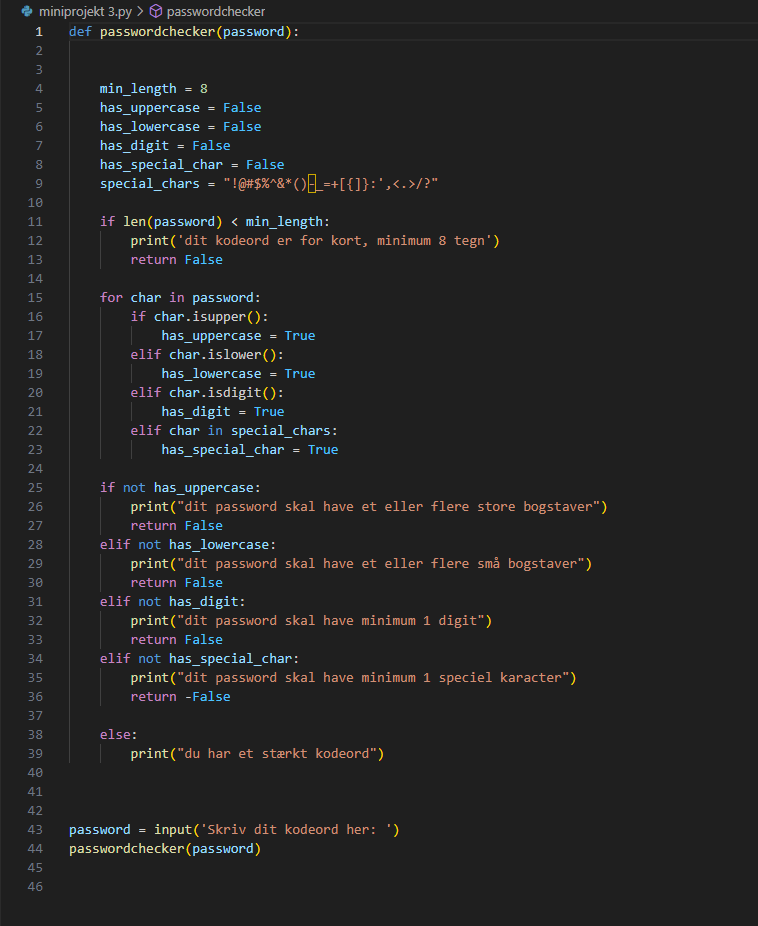 miniprojekt 3.py > passwordchecker
1 def passwordchecker(password):
2
3
4     min_length = 8
5     has_uppercase = False
6     has_lowercase = False
7     has_digit = False
8     has_special_char = False
9     special_chars = "!@#$%^&*()-_=+[{]}:',<.>/?"
10
11     if len(password) < min_length:
12         print('dit kodeord er for kort, minimum 8 tegn')
13         return False
14
15     for char in password:
16         if char.isupper():
17             has_uppercase = True
18         elif char.islower():
19             has_lowercase = True
20         elif char.isdigit():
21             has_digit = True
22         elif char in special_chars:
23             has_special_char = True
24
25     if not has_uppercase:
26         print("dit password skal have et eller flere store bogstaver")
27         return False
28     elif not has_lowercase:
29         print("dit password skal have et eller flere små bogstaver")
30         return False
31     elif not has_digit:
32         print("dit password skal have minimum 1 digit")
33         return False
34     elif not has_special_char:
35         print("dit password skal have minimum 1 speciel karacter")
36         return -False
37
38     else:
39         print("du har et stærkt kodeord")
40
41
42
43 password = input('Skriv dit kodeord her: ')
44 passwordchecker(password)
45
46